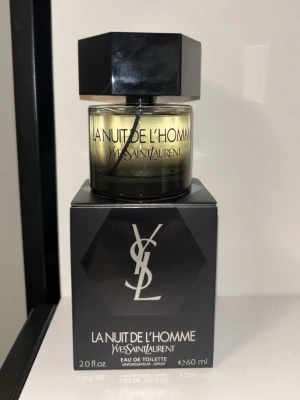 LA NUIT DE L'HOMME
YVESSAINTLAURENT
YSL
LA NUIT DE L'HOMME
YVESSAINTLAURENT
EAU DE TOILETTE
2.0 fl.oz. VAPORISATEUR - SPRAY ℮60 ml